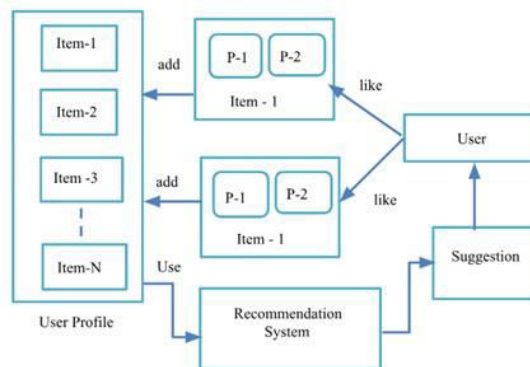 Item-1
Item-2
Item -3
Item-N
User Profile
add
P-1
P-2
Item - 1
like
add
P-1
P-2
Item - 1
like
User
Suggestion
Use
Recommendation
System